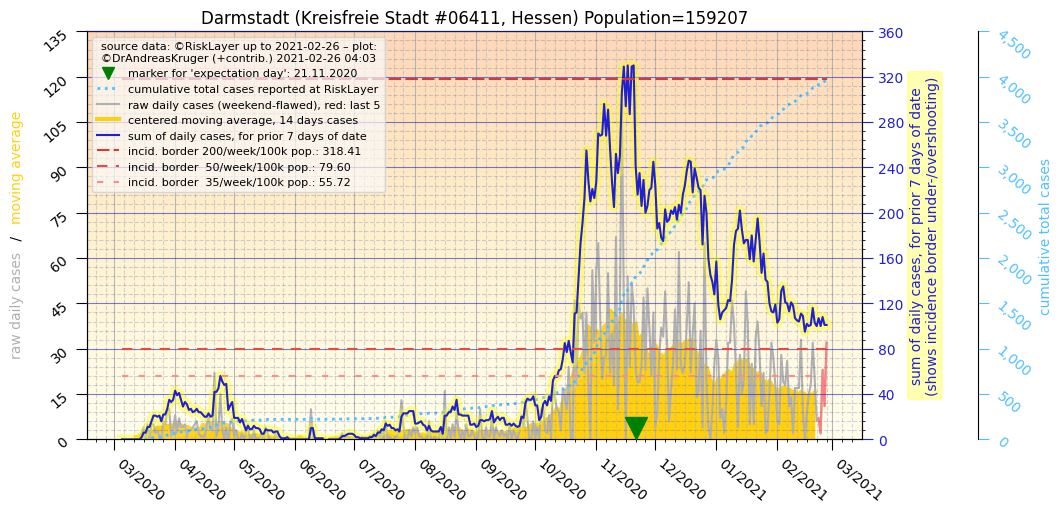 Darmstadt (Kreisfreie Stadt #06411, Hessen) Population=159207
source data: ©RiskLayer up to 2021-02-26 – plot:
©DrAndreasKruger (+contrib.) 2021-02-26 04:03
marker for 'expectation day': 21.11.2020
cumulative total cases reported at RiskLayer
raw daily cases (weekend-flawed), red: last 5
centered moving average, 14 days cases
sum of daily cases, for prior 7 days of date
incid. border 200/week/100k pop.: 318.41
incid. border  50/week/100k pop.: 79.60
incid. border  35/week/100k pop.: 55.72
raw daily cases  /  moving average
135
120
105
90
75
60
45
30
15
0
03/2020
04/2020
05/2020
06/2020
07/2020
08/2020
09/2020
10/2020
11/2020
12/2020
01/2021
02/2021
03/2021
360
320
280
240
200
160
120
80
40
0
sum of daily cases, for prior 7 days of date
(shows incidence border under-/overshooting)
4,500
4,000
3,500
3,000
2,500
2,000
1,500
1,000
500
0
cumulative total cases